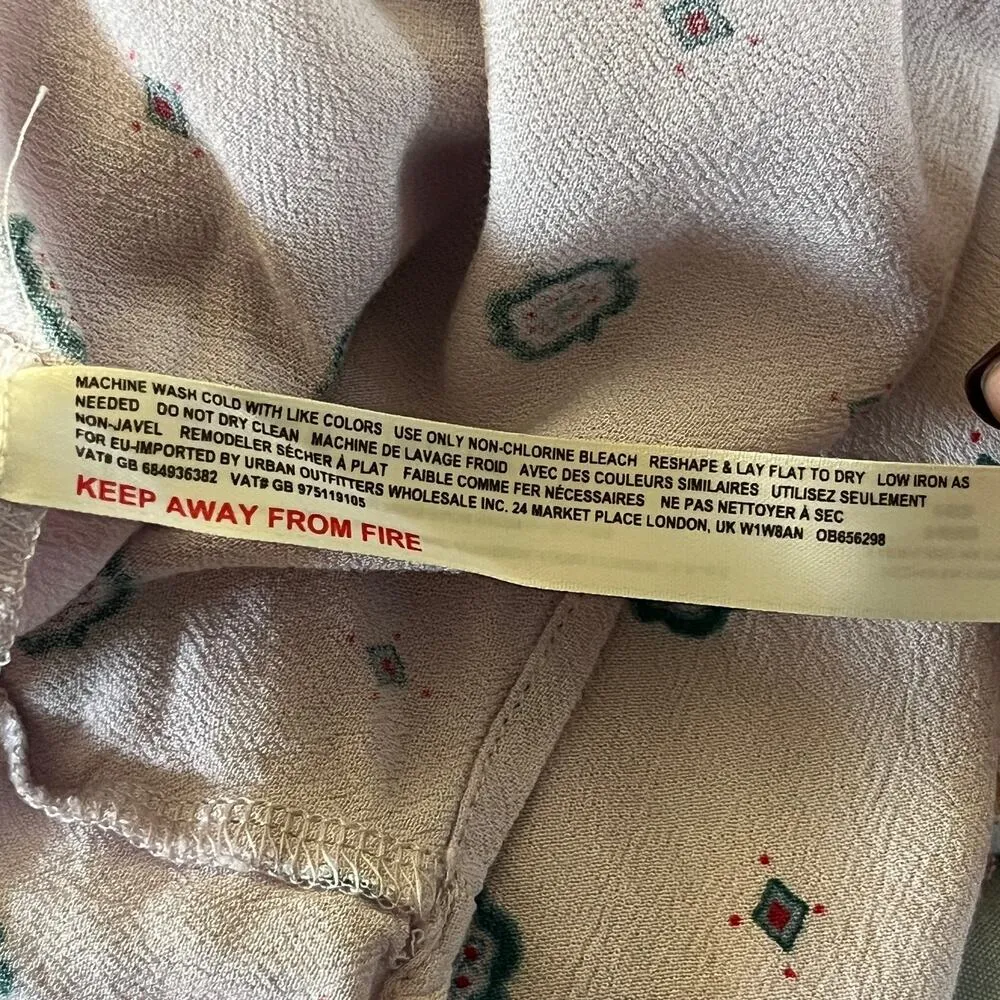 MACHINE WASH COLD WITH LIKE COLORS USE ONLY NON-CHLORINE BLEACH RESHAPE & LAY FLAT TO DRY LOW IRON AS
NEEDED DO NOT DRY CLEAN MACHINE DE LAVAGE FROID AVEC DES COULEURS SIMILAIRES UTILISEZ SEULEMENT
NON-JAVEL REMODELER SÉCHER À PLAT FAIBLE COMME FER NÉCESSAIRES NE PAS NETTOYER À SEC
FOR EU-IMPORTED BY URBAN OUTFITTERS WHOLESALE INC. 24 MARKET PLACE LONDON, UK W1W8AN OB656298
VAT# GB 684936382 VAT# GB 975119105
KEEP AWAY FROM FIRE